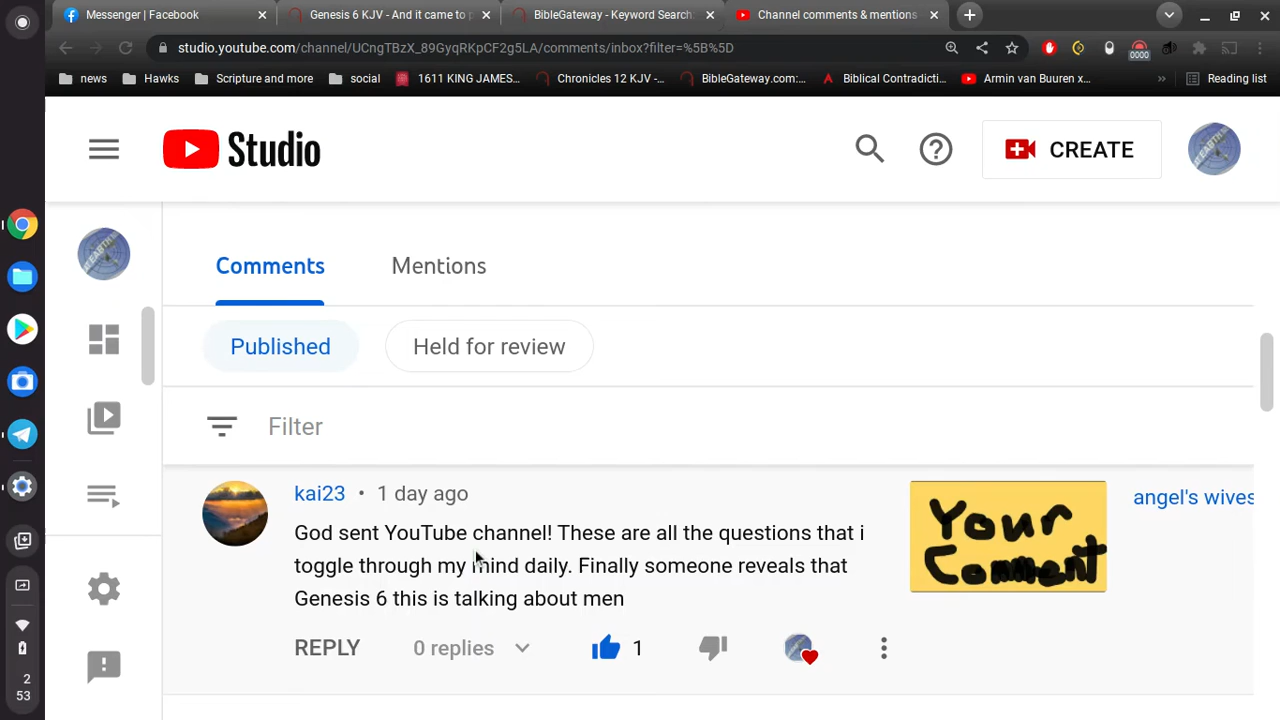 Messenger | Facebook
Genesis 6 KJV - And it came to p
BibleGateway - Keyword Search:
Channel comments & mentions
studio.youtube.com/channel/UCngTBzX_89GyqRKpCF2g5LA/comments/inbox?filter=%5B%5D
0000
news
Hawks
Scripture and more
social
1611 KING JAMES...
Chronicles 12 KJV -...
BibleGateway.com:...
Biblical Contradicti...
Armin van Buuren x...
»
Reading list
Studio
CREATE
Comments
Mentions
Published
Held for review
Filter
kai23 • 1 day ago
God sent YouTube channel! These are all the questions that i
toggle through my mind daily. Finally someone reveals that
Genesis 6 this is talking about men
REPLY
0 replies
1
Your
Comment
angel's wives
2
53